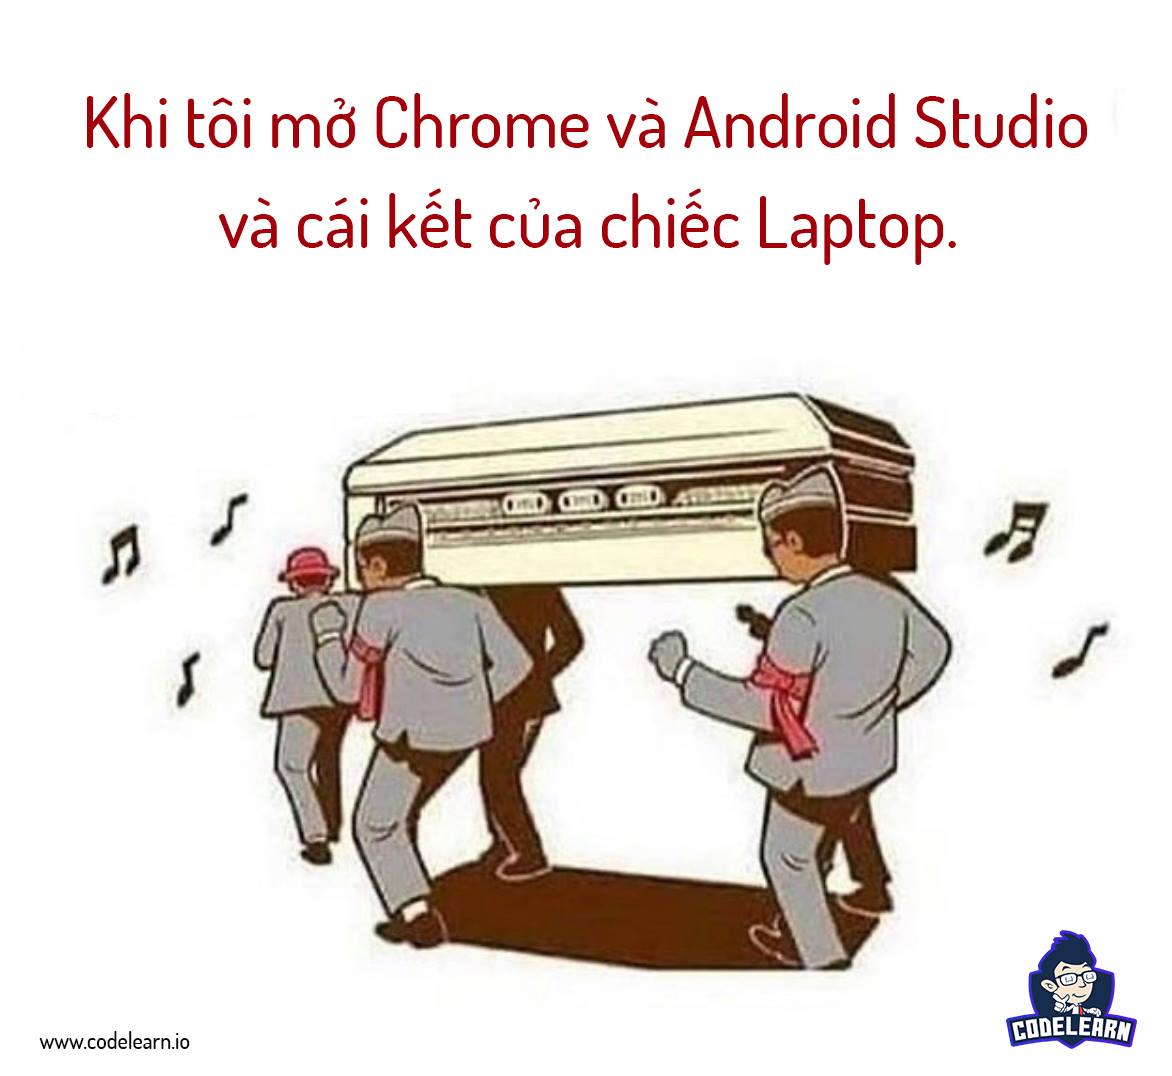 Khi tôi mở Chrome và Android Studio
và cái kết của chiếc Laptop.
www.codelearn.io
CODELEARN